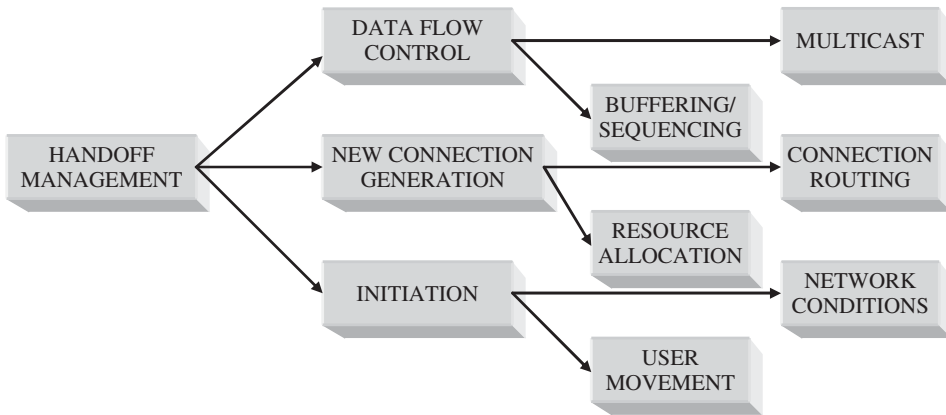 DATA FLOW
CONTROL
MULTICAST
BUFFERING/
SEQUENCING
HANDOFF
MANAGEMENT
NEW CONNECTION
GENERATION
CONNECTION
ROUTING
RESOURCE
ALLOCATION
INITIATION
NETWORK
CONDITIONS
USER
MOVEMENT